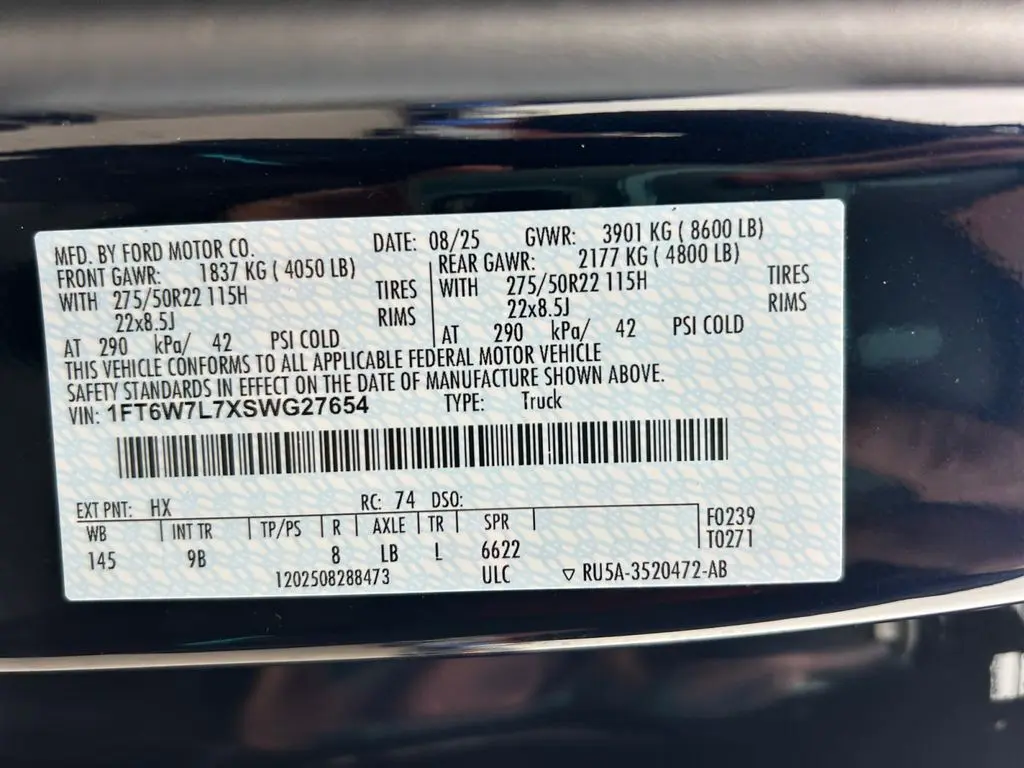 MFD. BY FORD MOTOR CO. DATE: 08/25 GVWR: 3901 KG ( 8600 LB)
FRONT GAWR: 1837 KG ( 4050 LB) REAR GAWR: 2177 KG ( 4800 LB)
WITH 275/50R22 115H TIRES WITH 275/50R22 115H TIRES
22x8.5J RIMS 22x8.5J RIMS
AT 290 kPa/ 42 PSI COLD AT 290 kPa/ 42 PSI COLD
THIS VEHICLE CONFORMS TO ALL APPLICABLE FEDERAL MOTOR VEHICLE
SAFETY STANDARDS IN EFFECT ON THE DATE OF MANUFACTURE SHOWN ABOVE.
VIN: 1FT6W7L7XSWG27654 TYPE: Truck
EXT PNT: HX RC: 74 DSO:
WB INT TR TP/PS R AXLE TR SPR F0239
145 9B 8 LB L 6622 T0271
1202508288473 ULC ▽ RU5A-3520472-AB